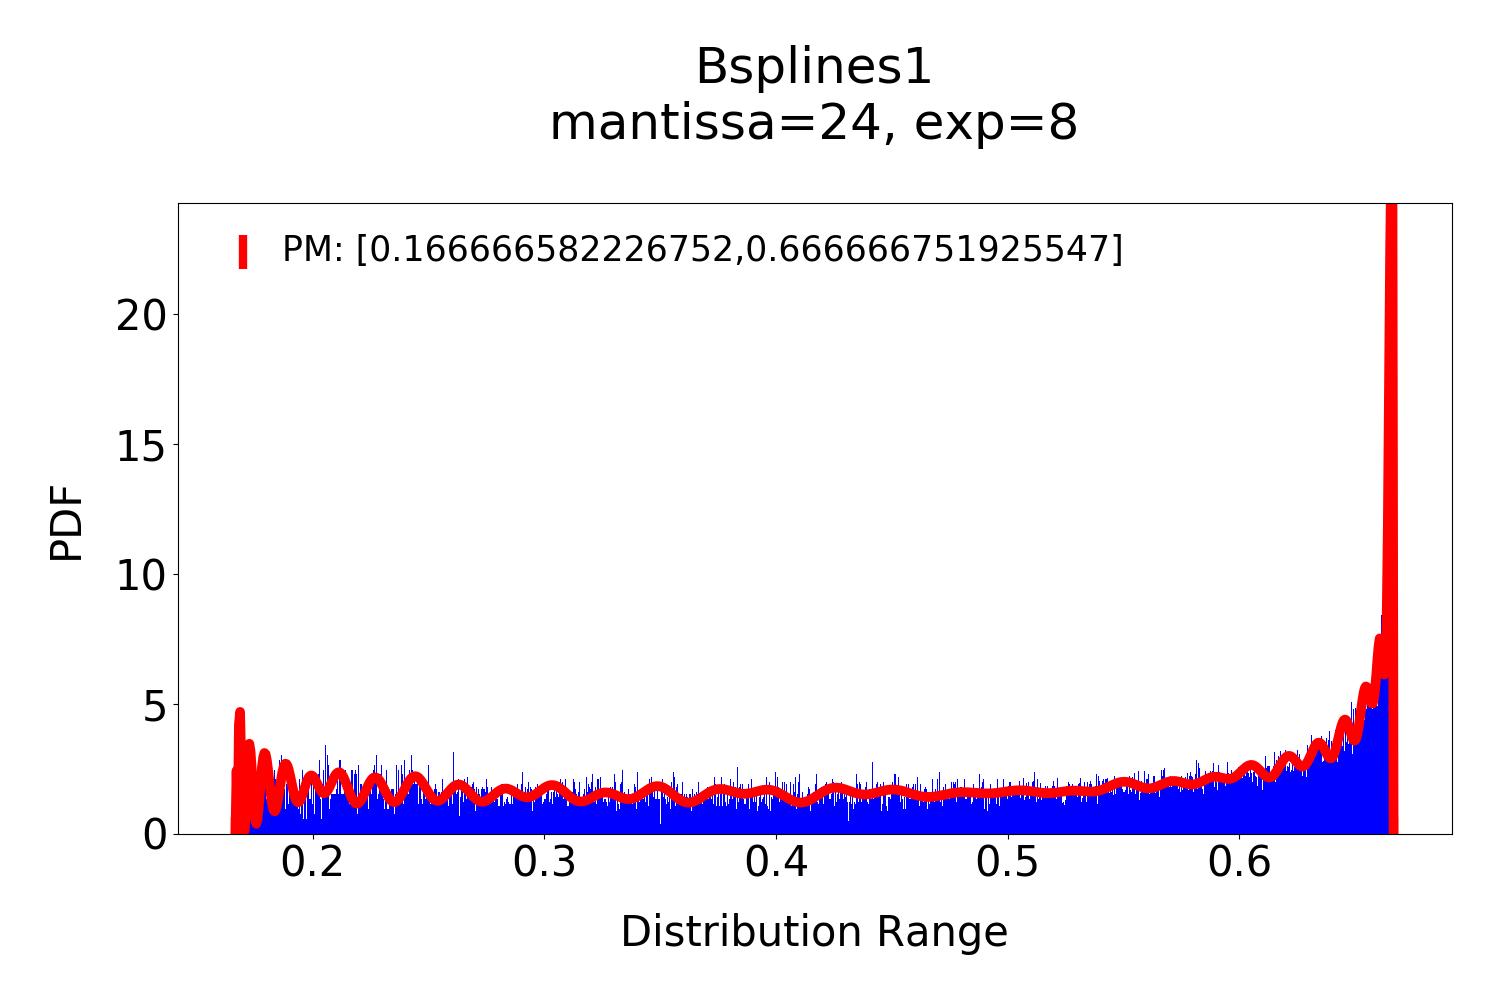 Bsplines1
mantissa=24, exp=8
PM: [0.166666582226752,0.666666751925547]
20
15
10
5
0
PDF
0.2 0.3 0.4 0.5 0.6
Distribution Range